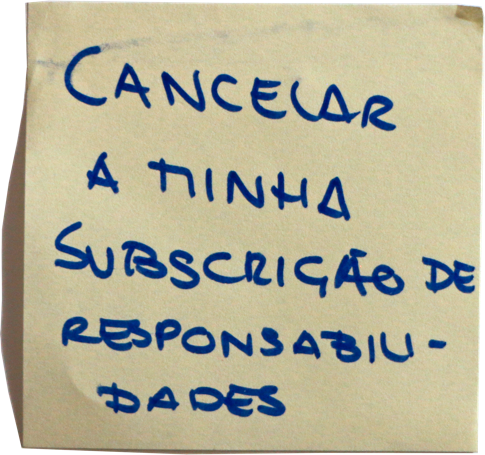 CANCELAR
A MINHA
SUBSCRIÇÃO DE
RESPONSABILI-
DADES